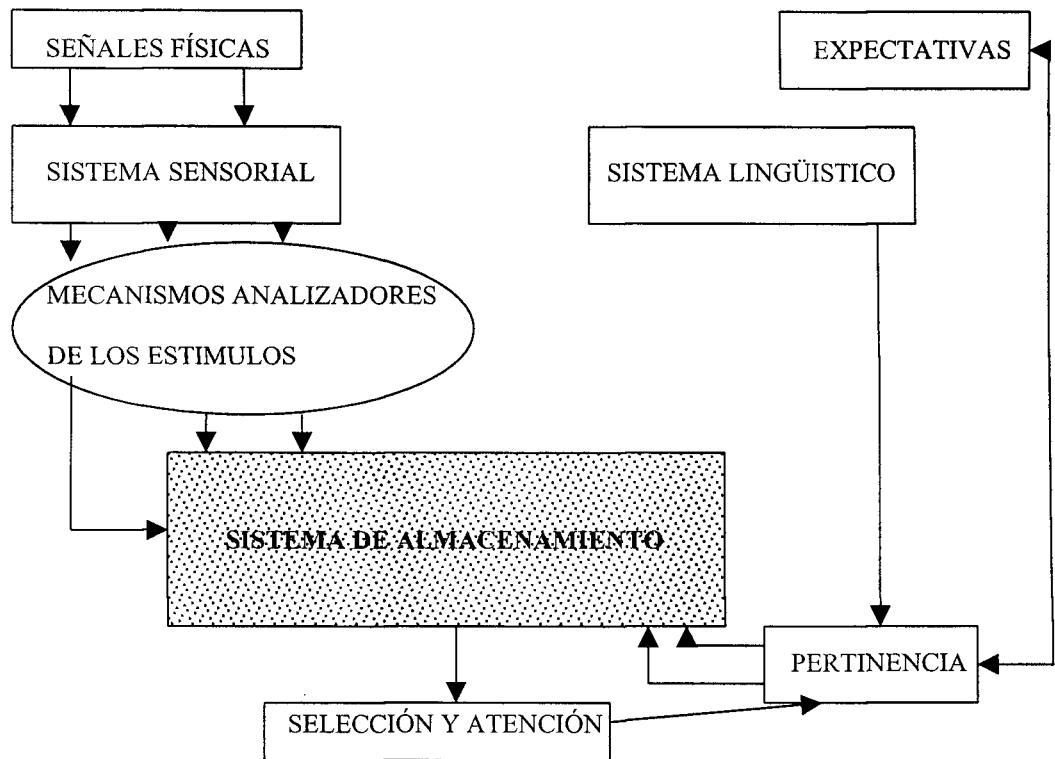 SEÑALES FÍSICAS
EXPECTATIVAS
SISTEMA SENSORIAL
SISTEMA LINGÜISTICO
MECANISMOS ANALIZADORES
DE LOS ESTIMULOS
SISTEMA DE ALMACENAMIENTO
PERTINENCIA
SELECCIÓN Y ATENCIÓN